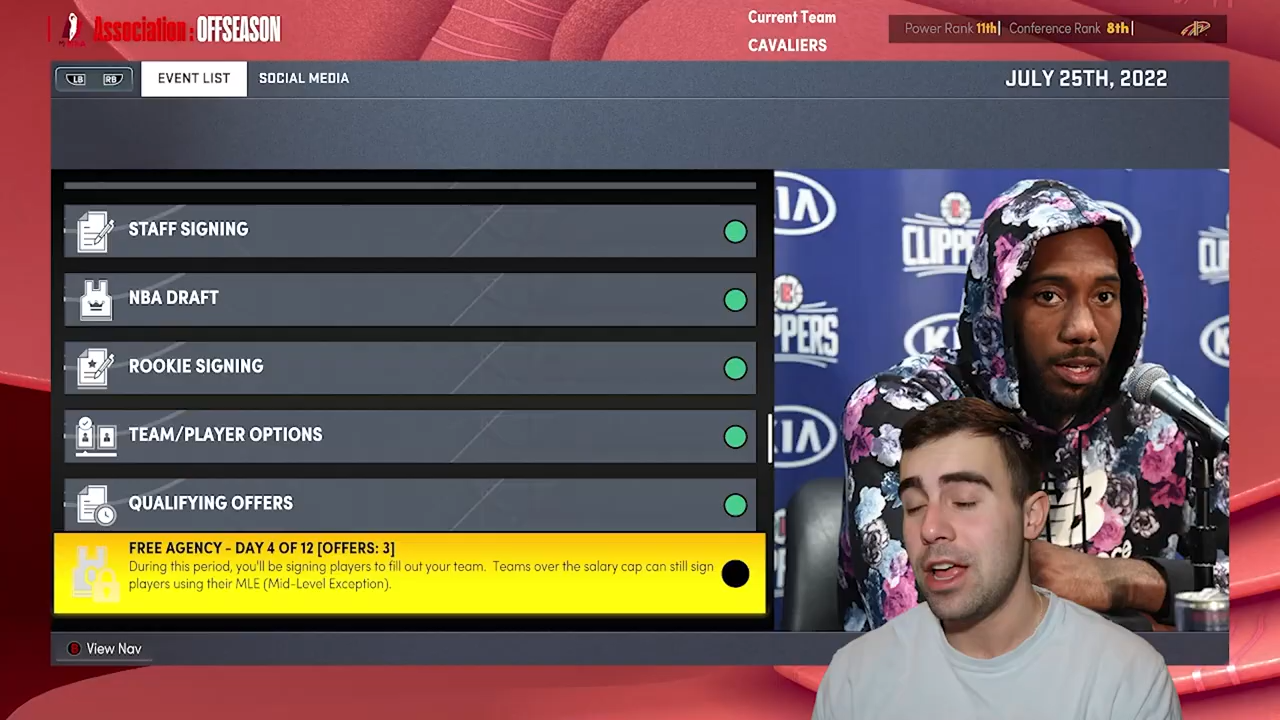 Association : OFFSEASON
Current Team
CAVALIERS
Power Rank 11th| Conference Rank 8th|
LB RB EVENT LIST SOCIAL MEDIA
JULY 25TH, 2022
STAFF SIGNING
NBA DRAFT
ROOKIE SIGNING
TEAM/PLAYER OPTIONS
QUALIFYING OFFERS
FREE AGENCY - DAY 4 OF 12 [OFFERS: 3]
During this period, you'll be signing players to fill out your team. Teams over the salary cap can still sign
players using their MLE (Mid-Level Exception).
B View Nav
KIA
CLIPPE
PPERS
KIA